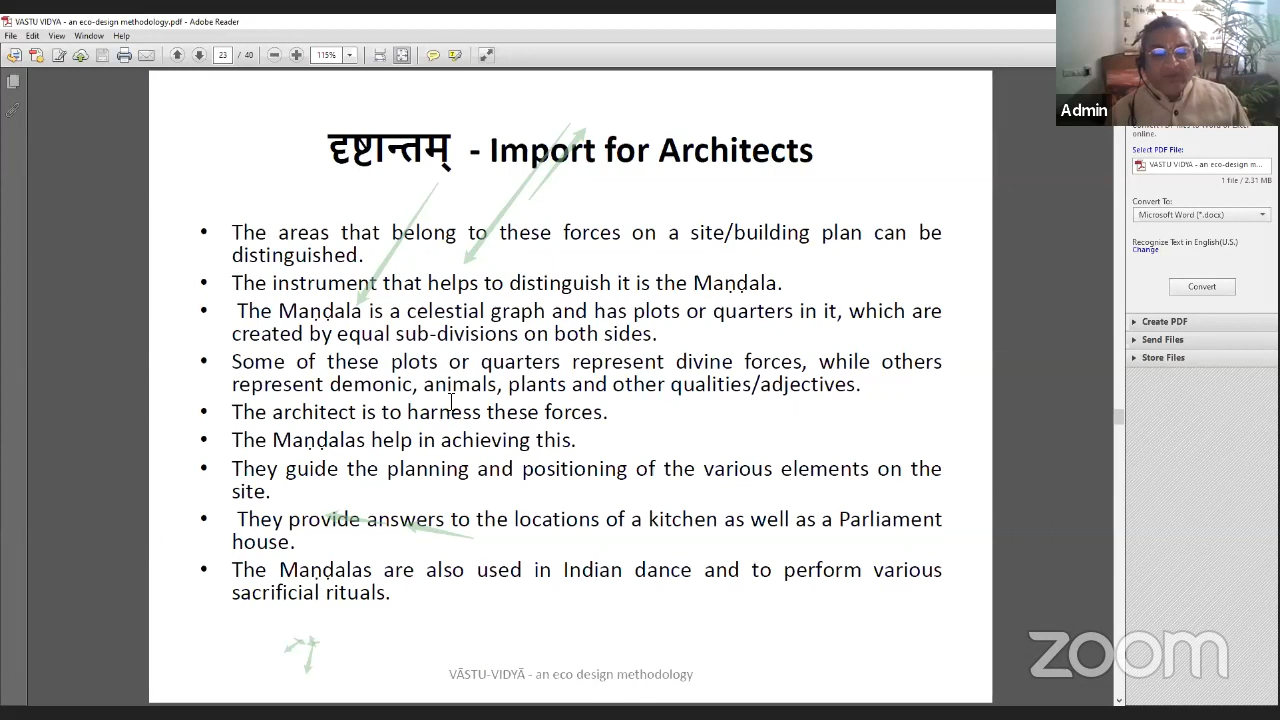 VASTU VIDYA - an eco-design methodology.pdf - Adobe Reader
File Edit View Window Help
23 / 40 115%
Admin
दृष्टान्तम् - Import for Architects
• The areas that belong to these forces on a site/building plan can be
distinguished.
• The instrument that helps to distinguish it is the Maṇḍala.
• The Maṇḍala is a celestial graph and has plots or quarters in it, which are
created by equal sub-divisions on both sides.
• Some of these plots or quarters represent divine forces, while others
represent demonic, animals, plants and other qualities/adjectives.
• The architect is to harness these forces.
• The Maṇḍalas help in achieving this.
• They guide the planning and positioning of the various elements on the
site.
• They provide answers to the locations of a kitchen as well as a Parliament
house.
• The Maṇḍalas are also used in Indian dance and to perform various
sacrificial rituals.
VĀSTU-VIDYĀ - an eco design methodology
online.
Select PDF File:
VASTU VIDYA - an eco-design m...
1 file / 2.31 MB
Convert To:
Microsoft Word (*.docx)
Recognize Text in English(U.S.)
Change
Convert
Create PDF
Send Files
Store Files
zoom